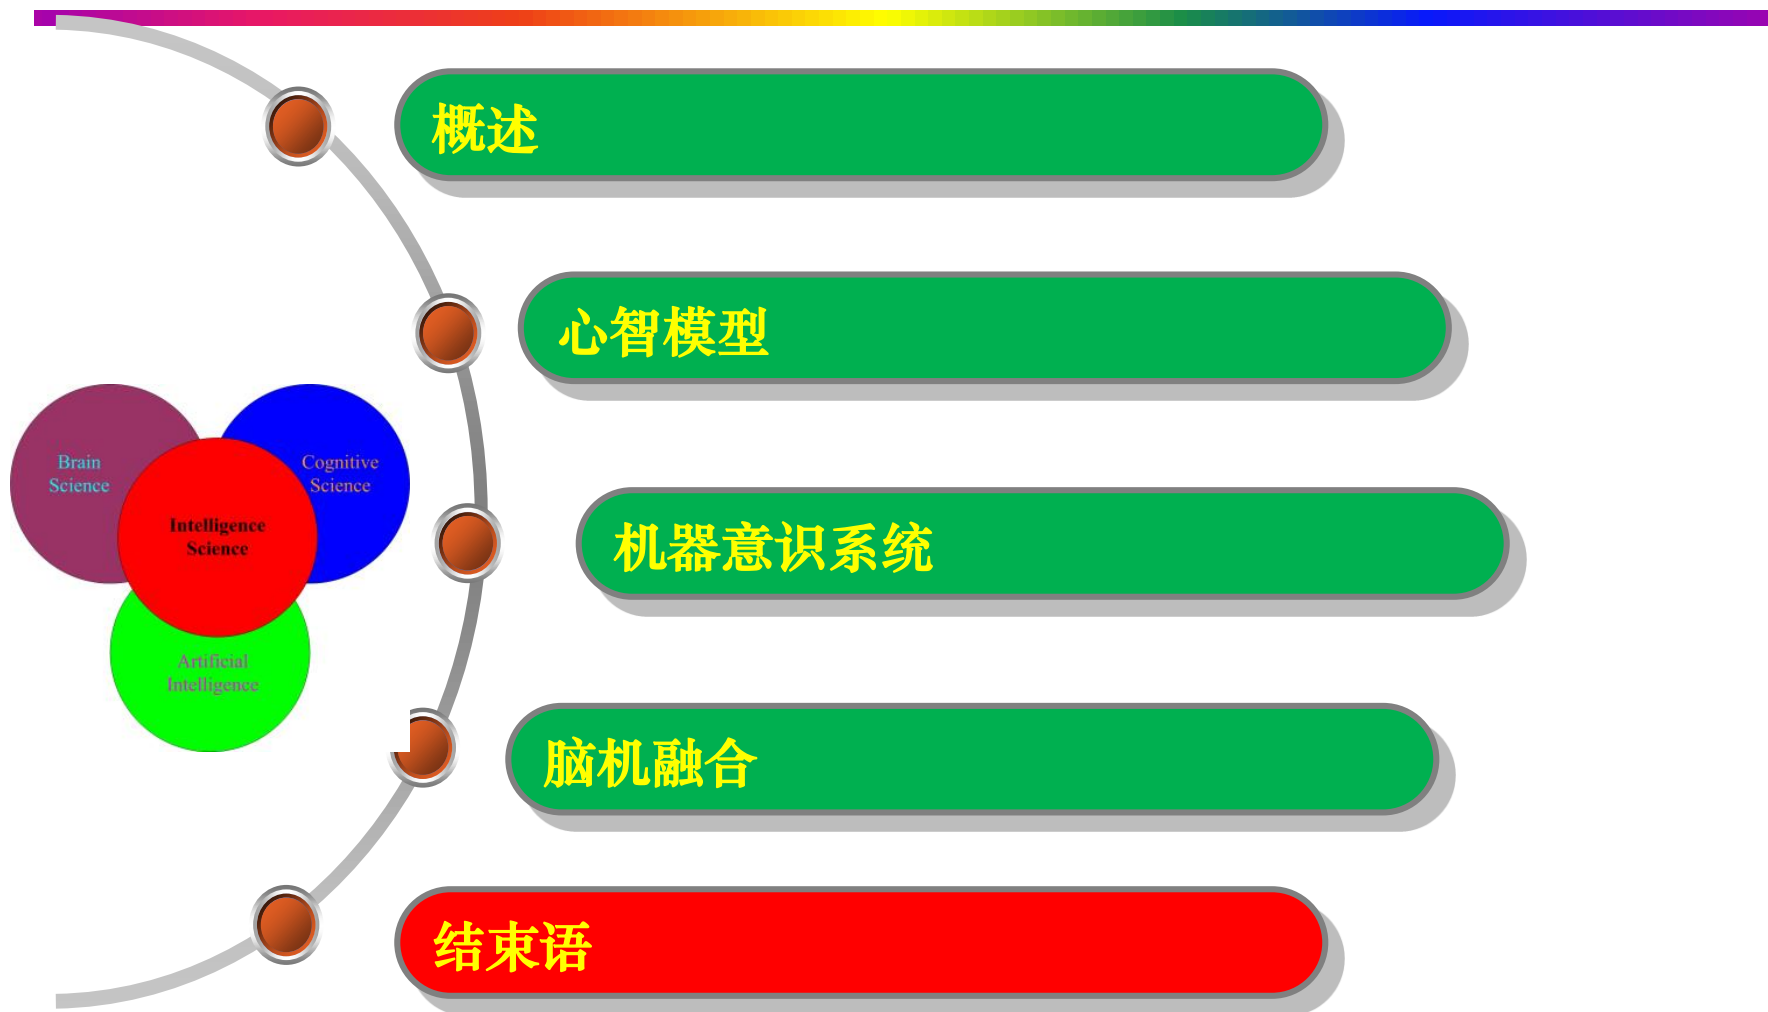 概述
心智模型
Brain
Science
Cognitive
Science
Intelligence
Science
机器意识系统
Artificial
Intelligence
脑机融合
结束语